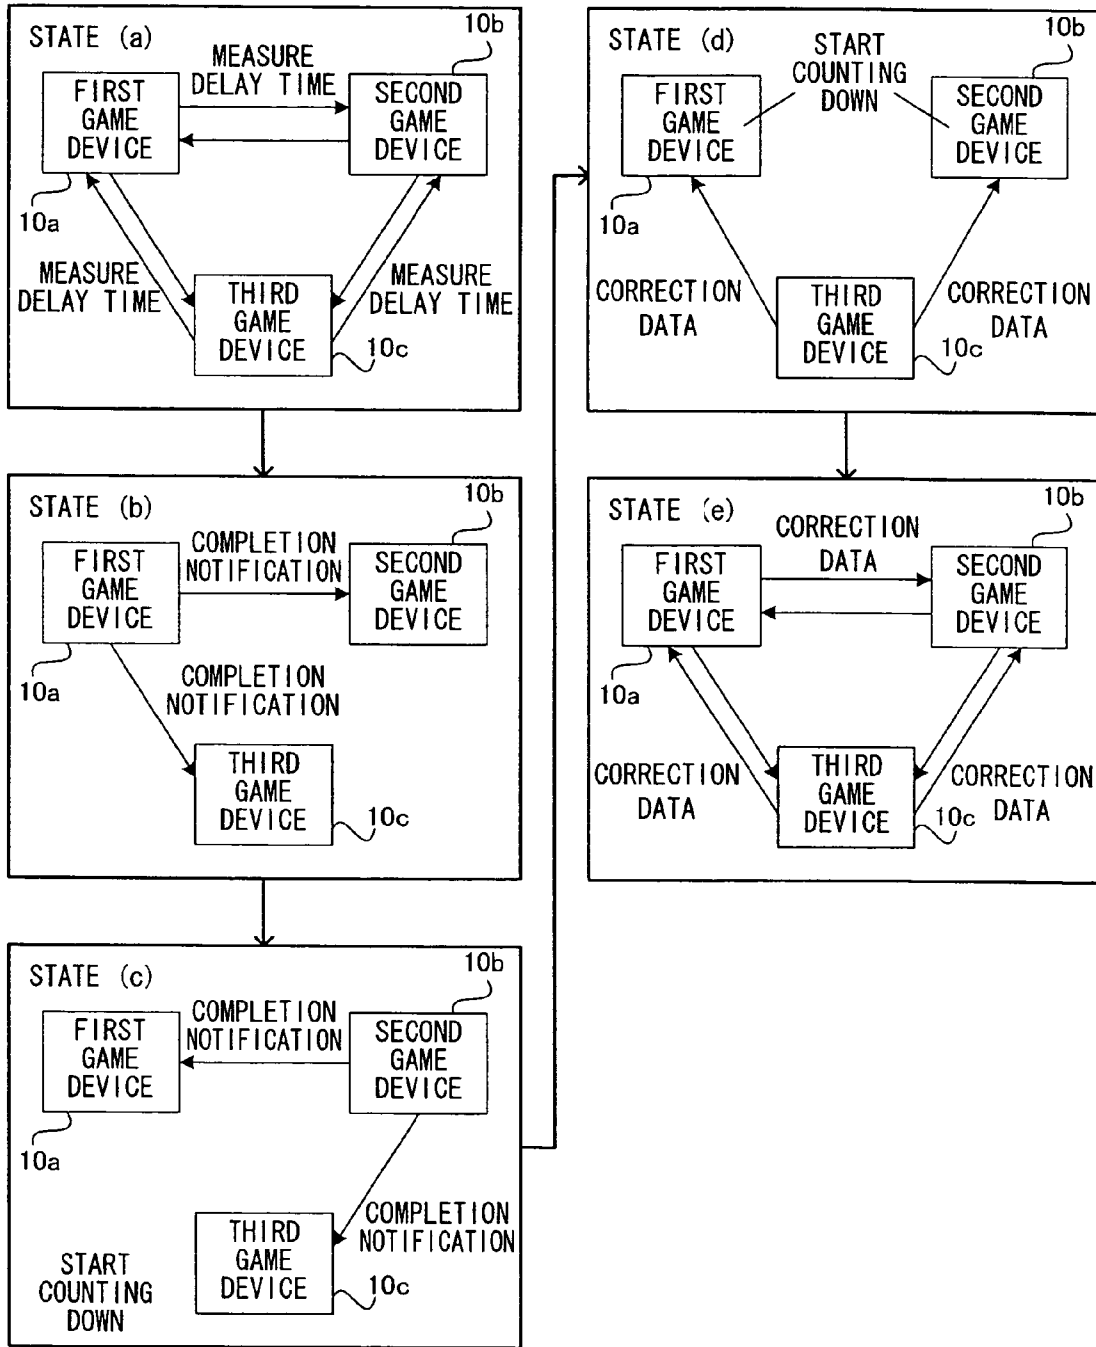 STATE (a)
10b
MEASURE
DELAY TIME
FIRST
GAME
DEVICE
SECOND
GAME
DEVICE
10a
MEASURE
DELAY TIME
MEASURE
DELAY TIME
THIRD
GAME
DEVICE
10c
STATE (b)
10b
COMPLETION
NOTIFICATION
FIRST
GAME
DEVICE
SECOND
GAME
DEVICE
10a
COMPLETION
NOTIFICATION
THIRD
GAME
DEVICE
10c
STATE (c)
10b
COMPLETION
NOTIFICATION
FIRST
GAME
DEVICE
SECOND
GAME
DEVICE
10a
COMPLETION
NOTIFICATION
THIRD
GAME
DEVICE
10c
START
COUNTING
DOWN
STATE (d)
10b
START
COUNTING
DOWN
FIRST
GAME
DEVICE
SECOND
GAME
DEVICE
10a
CORRECTION
DATA
CORRECTION
DATA
THIRD
GAME
DEVICE
10c
STATE (e)
10b
CORRECTION
DATA
FIRST
GAME
DEVICE
SECOND
GAME
DEVICE
10a
CORRECTION
DATA
CORRECTION
DATA
THIRD
GAME
DEVICE
10c